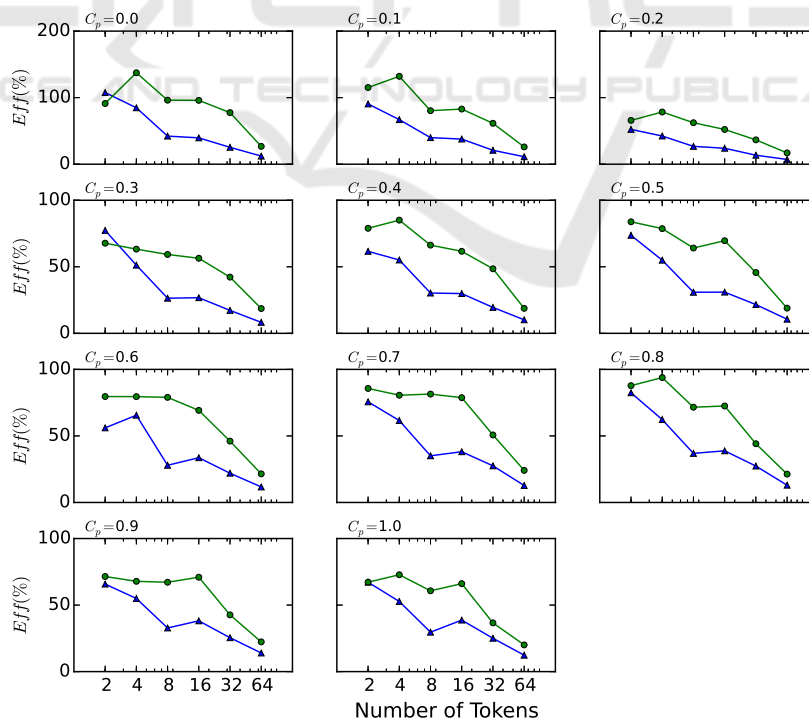 C_p=0.0 C_p=0.1 C_p=0.2
200
Eff(%)
100
0
AND TECHNOLOGY PUBLICA
C_p=0.3 C_p=0.4 C_p=0.5
100
Eff(%)
50
0
C_p=0.6 C_p=0.7 C_p=0.8
100
Eff(%)
50
0
C_p=0.9 C_p=1.0
100
Eff(%)
50
0
2 4 8 16 32 64 2 4 8 16 32 64
Number of Tokens